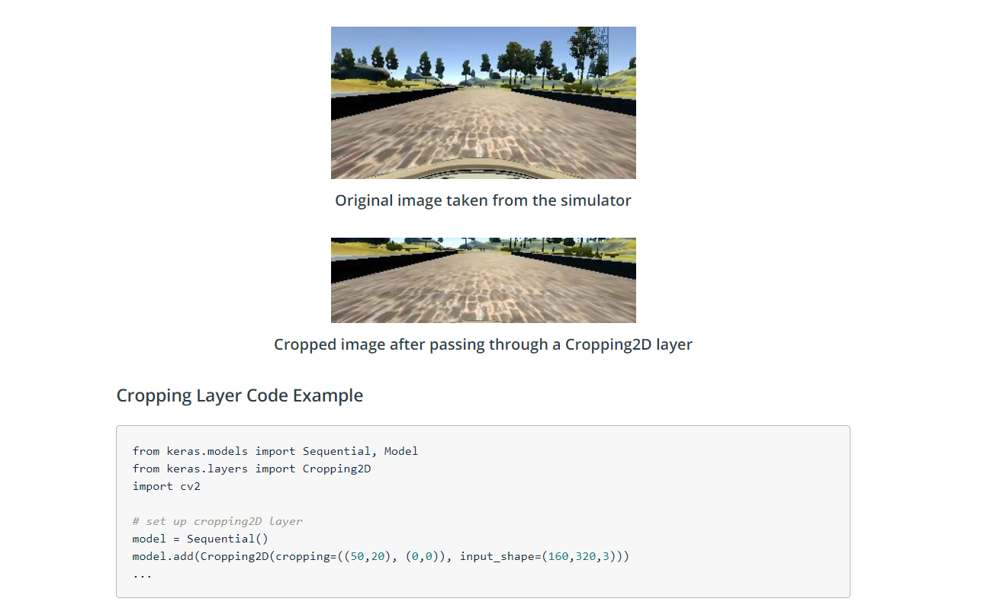 Original image taken from the simulator
Cropped image after passing through a Cropping2D layer
Cropping Layer Code Example
from keras.models import Sequential, Model
from keras.layers import Cropping2D
import cv2
# set up cropping2D layer
model = Sequential()
model.add(Cropping2D(cropping=((50,20), (0,0)), input_shape=(160,320,3)))
...